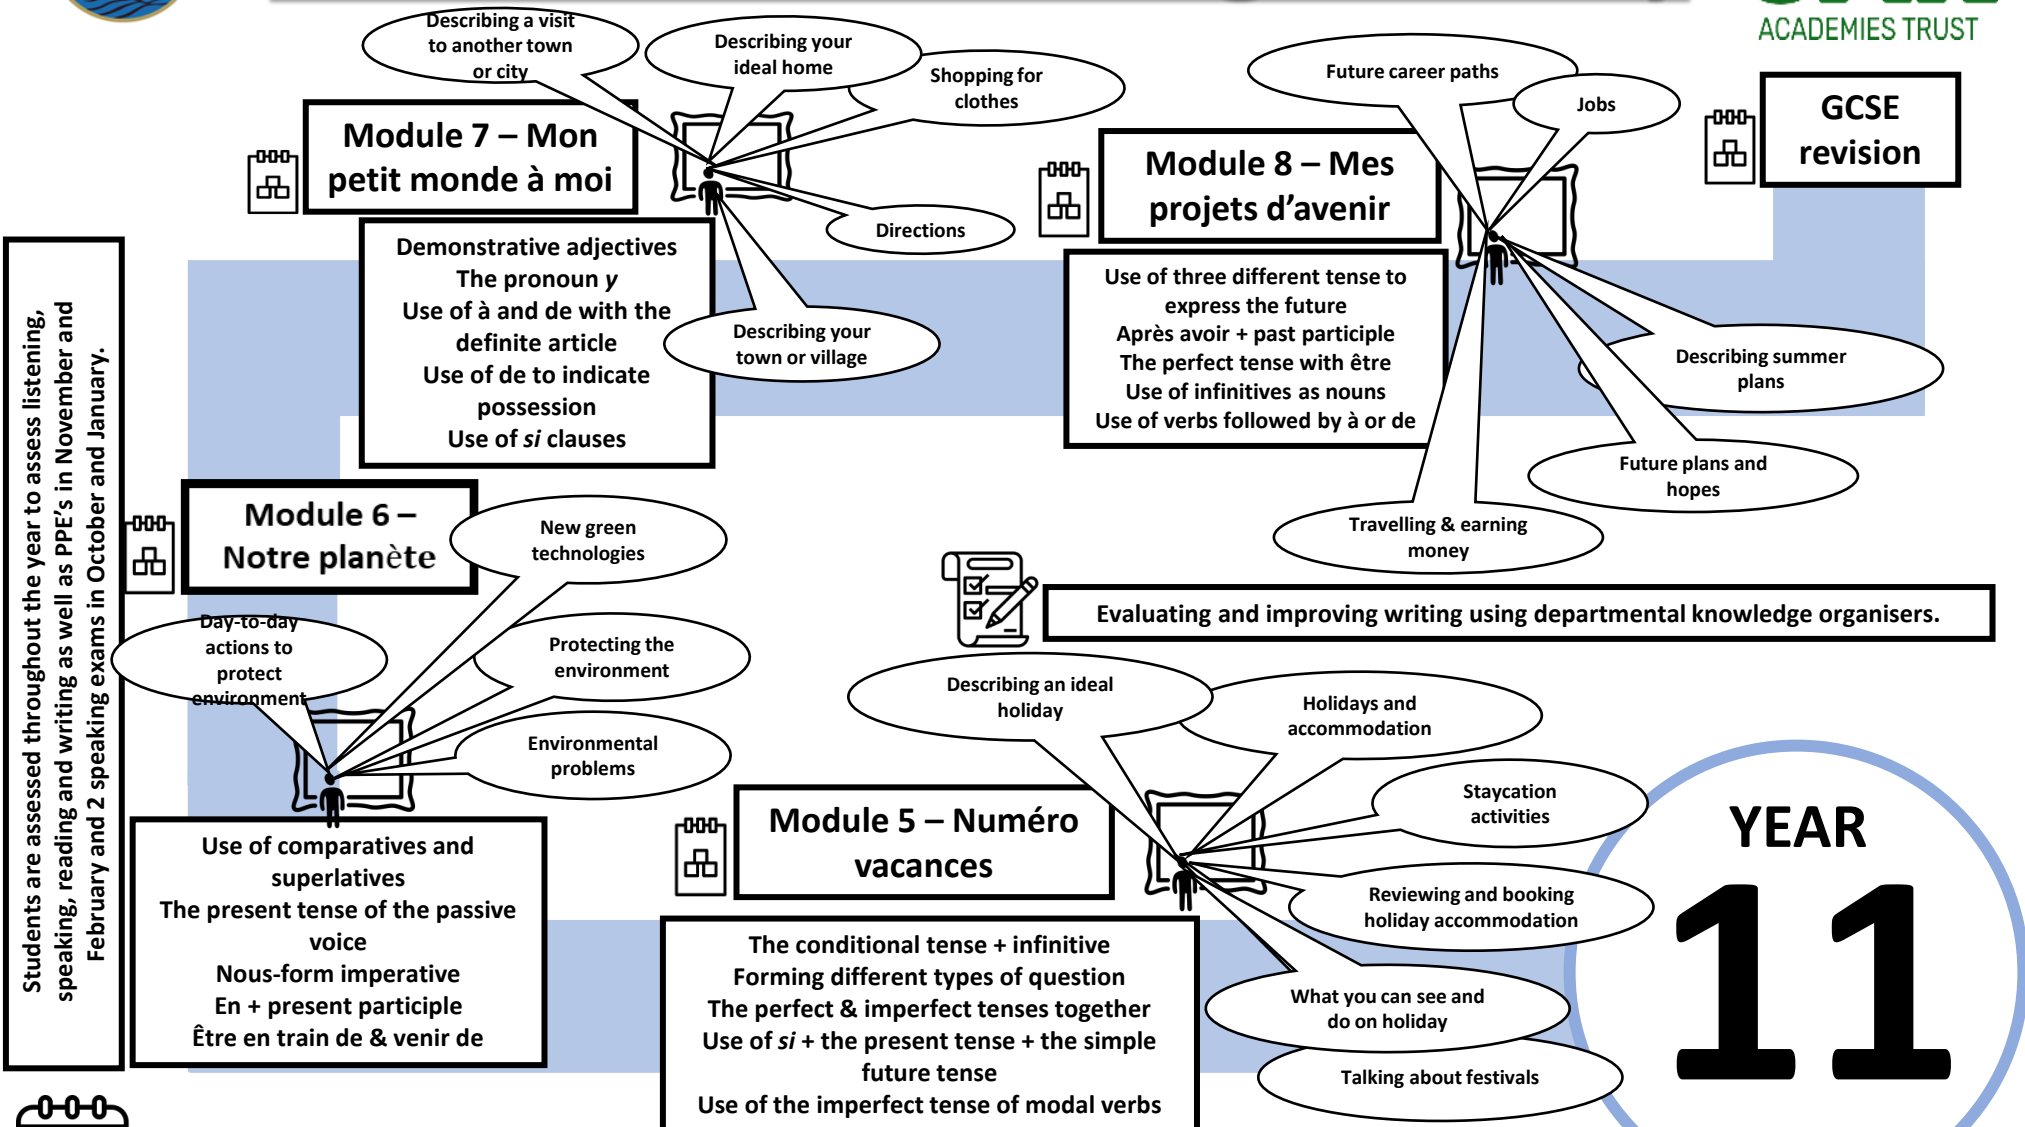 ACADEMIES TRUST
Describing a visit
to another town
or city
Describing your
ideal home
Shopping for
clothes
Directions
Describing your
town or village
Module 7 – Mon
petit monde à moi
Demonstrative adjectives
The pronoun y
Use of à and de with the
definite article
Use of de to indicate
possession
Use of si clauses
Future career paths
Jobs
Module 8 – Mes
projets d'avenir
Use of three different tense to
express the future
Après avoir + past participle
The perfect tense with être
Use of infinitives as nouns
Use of verbs followed by à or de
Describing summer
plans
Future plans and
hopes
Travelling & earning
money
GCSE
revision
Students are assessed throughout the year to assess listening,
speaking, reading and writing as well as PPE's in November and
February and 2 speaking exams in October and January.
Module 6 –
Notre planète
New green
technologies
Day-to-day
actions to
protect
environment
Protecting the
environment
Environmental
problems
Use of comparatives and
superlatives
The present tense of the passive
voice
Nous-form imperative
En + present participle
Être en train de & venir de
Evaluating and improving writing using departmental knowledge organisers.
Module 5 – Numéro
vacances
Describing an ideal
holiday
Holidays and
accommodation
Staycation
activities
Reviewing and booking
holiday accommodation
What you can see and
do on holiday
Talking about festivals
The conditional tense + infinitive
Forming different types of question
The perfect & imperfect tenses together
Use of si + the present tense + the simple
future tense
Use of the imperfect tense of modal verbs
YEAR
11